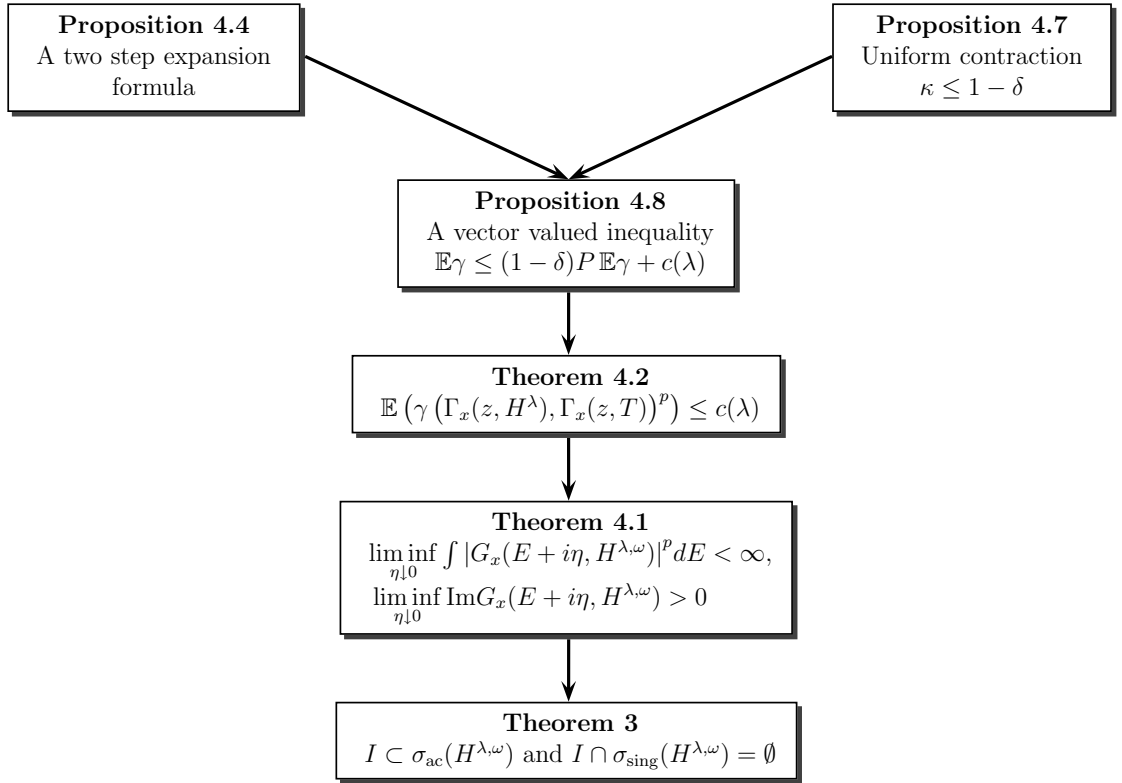 Proposition 4.4
A two step expansion
formula
Proposition 4.7
Uniform contraction
κ ≤ 1 − δ
Proposition 4.8
A vector valued inequality
𝔼γ ≤ (1 − δ)P 𝔼γ + c(λ)
Theorem 4.2
𝔼 (γ (Γ_x(z, H^λ), Γ_x(z, T))^p) ≤ c(λ)
Theorem 4.1
lim inf_{η↓0} ∫ |G_x(E + iη, H^{λ,ω})|^p dE < ∞,
lim inf_{η↓0} ImG_x(E + iη, H^{λ,ω}) > 0
Theorem 3
I ⊂ σ_ac(H^{λ,ω}) and I ∩ σ_sing(H^{λ,ω}) = ∅